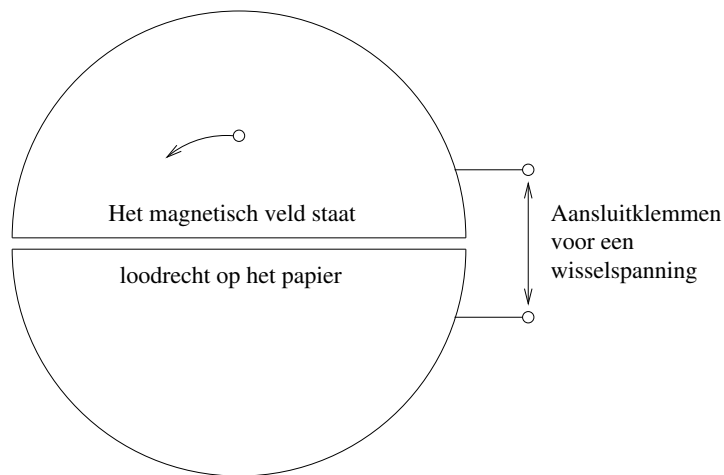 Het magnetisch veld staat
loodrecht op het papier
Aansluitklemmen
voor een
wisselspanning